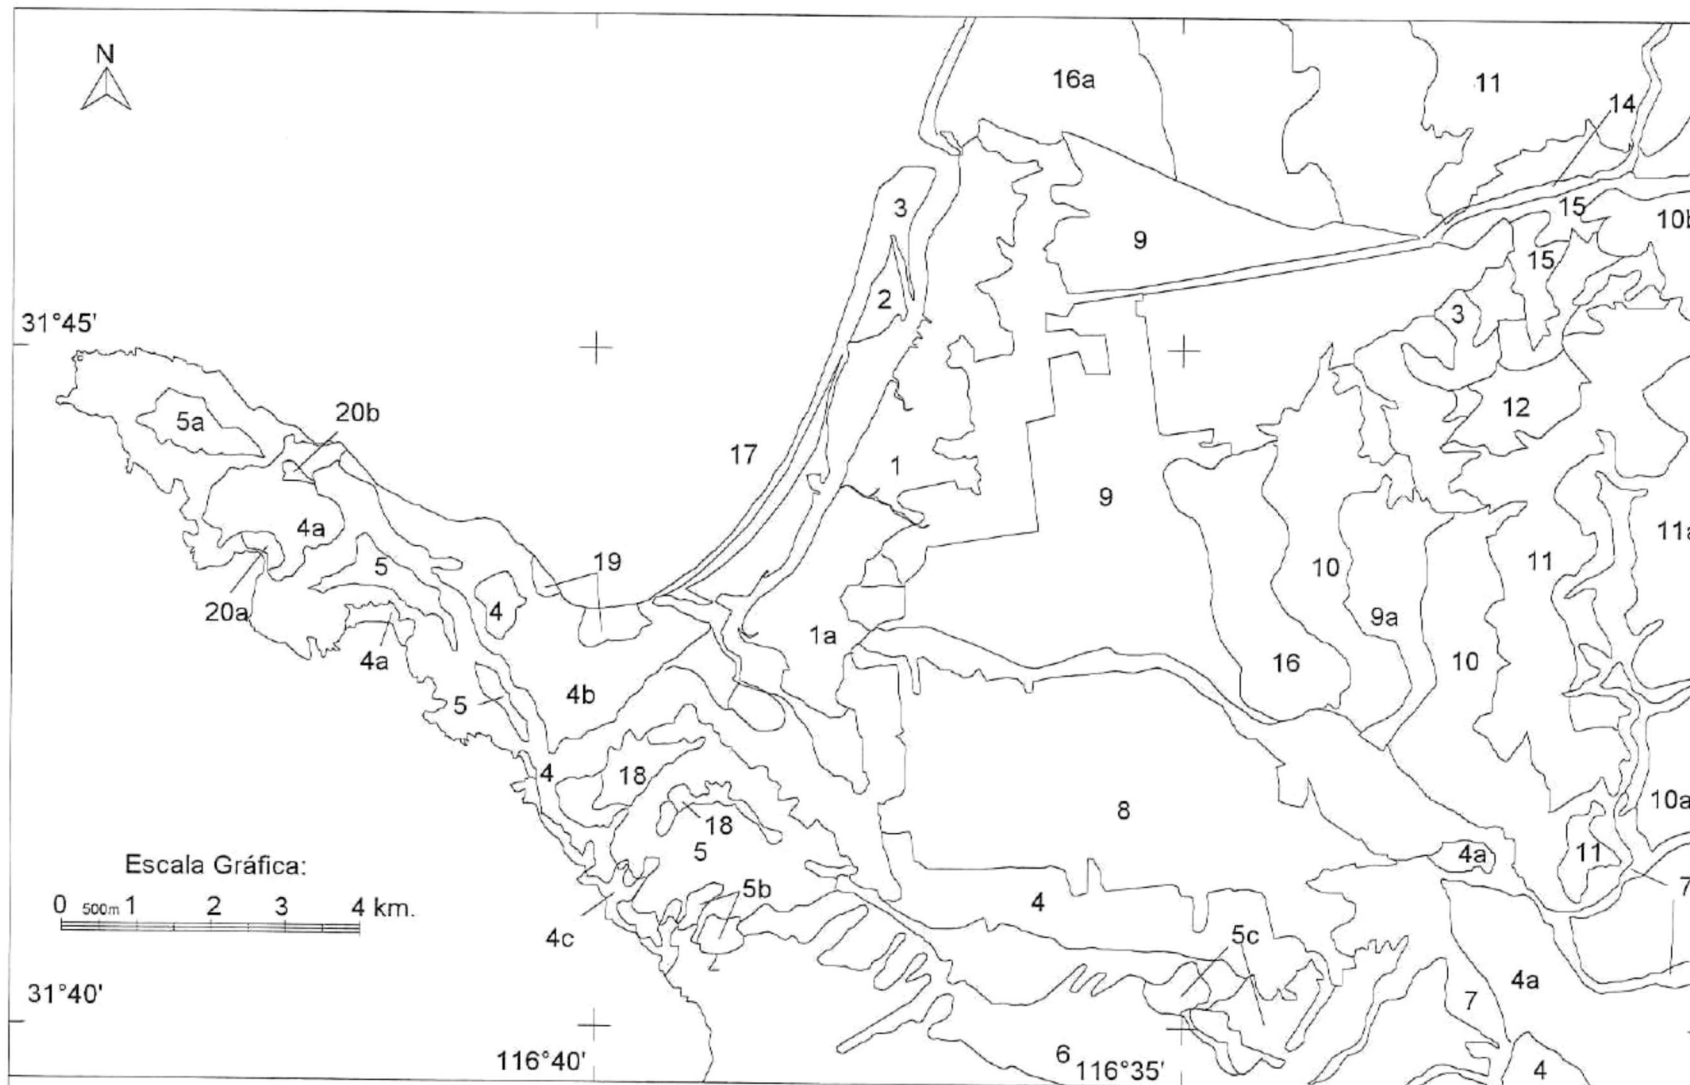 N
16a
11
14
3
15
10b
9
15
2
3
31°45'
20b
5a
12
17
1
9
4a
11
11a
19
5
10
20a
4
9a
1a
4a
16
10
5
4b
4
18
8
10a
18
Escala Gráfica:
5
4a
11
5b
7
0 500m 1 2 3 4 km.
4
4c
5c
4a
31°40'
7
116°40'
6
116°35'
4